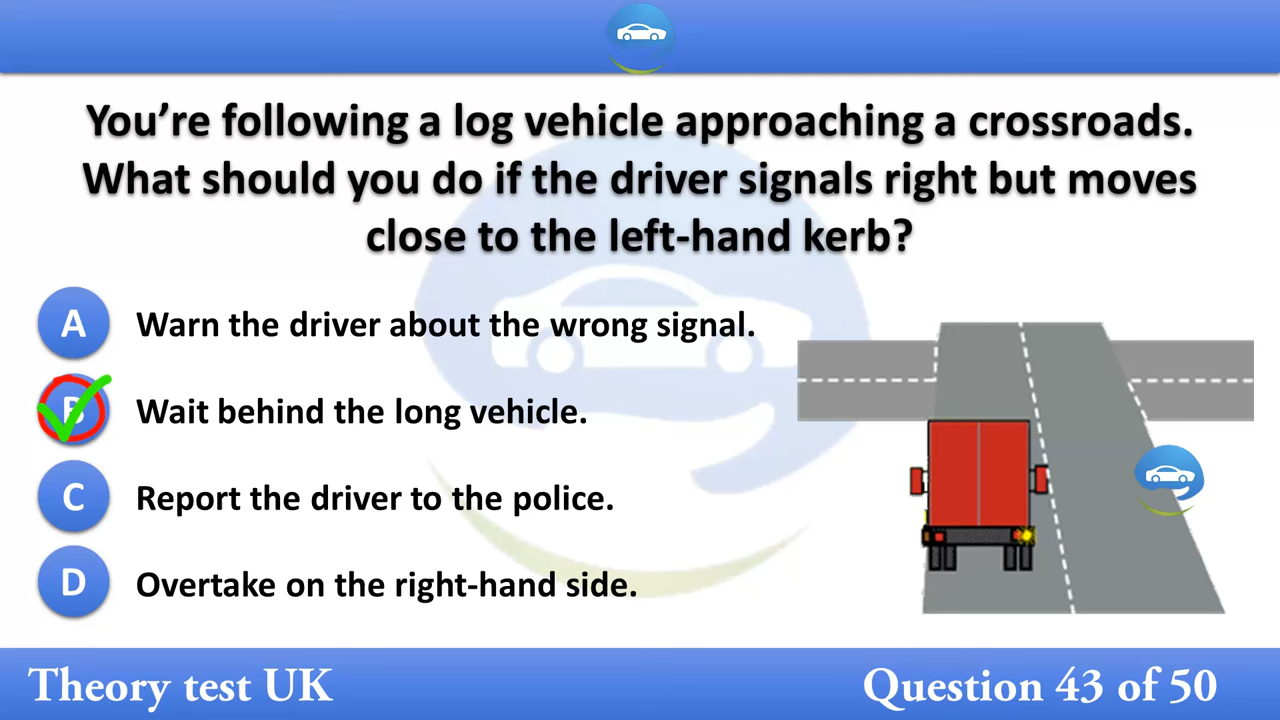 You’re following a log vehicle approaching a crossroads.
What should you do if the driver signals right but moves
close to the left-hand kerb?
A Warn the driver about the wrong signal.
B Wait behind the long vehicle.
C Report the driver to the police.
D Overtake on the right-hand side.
Theory test UK
Question 43 of 50